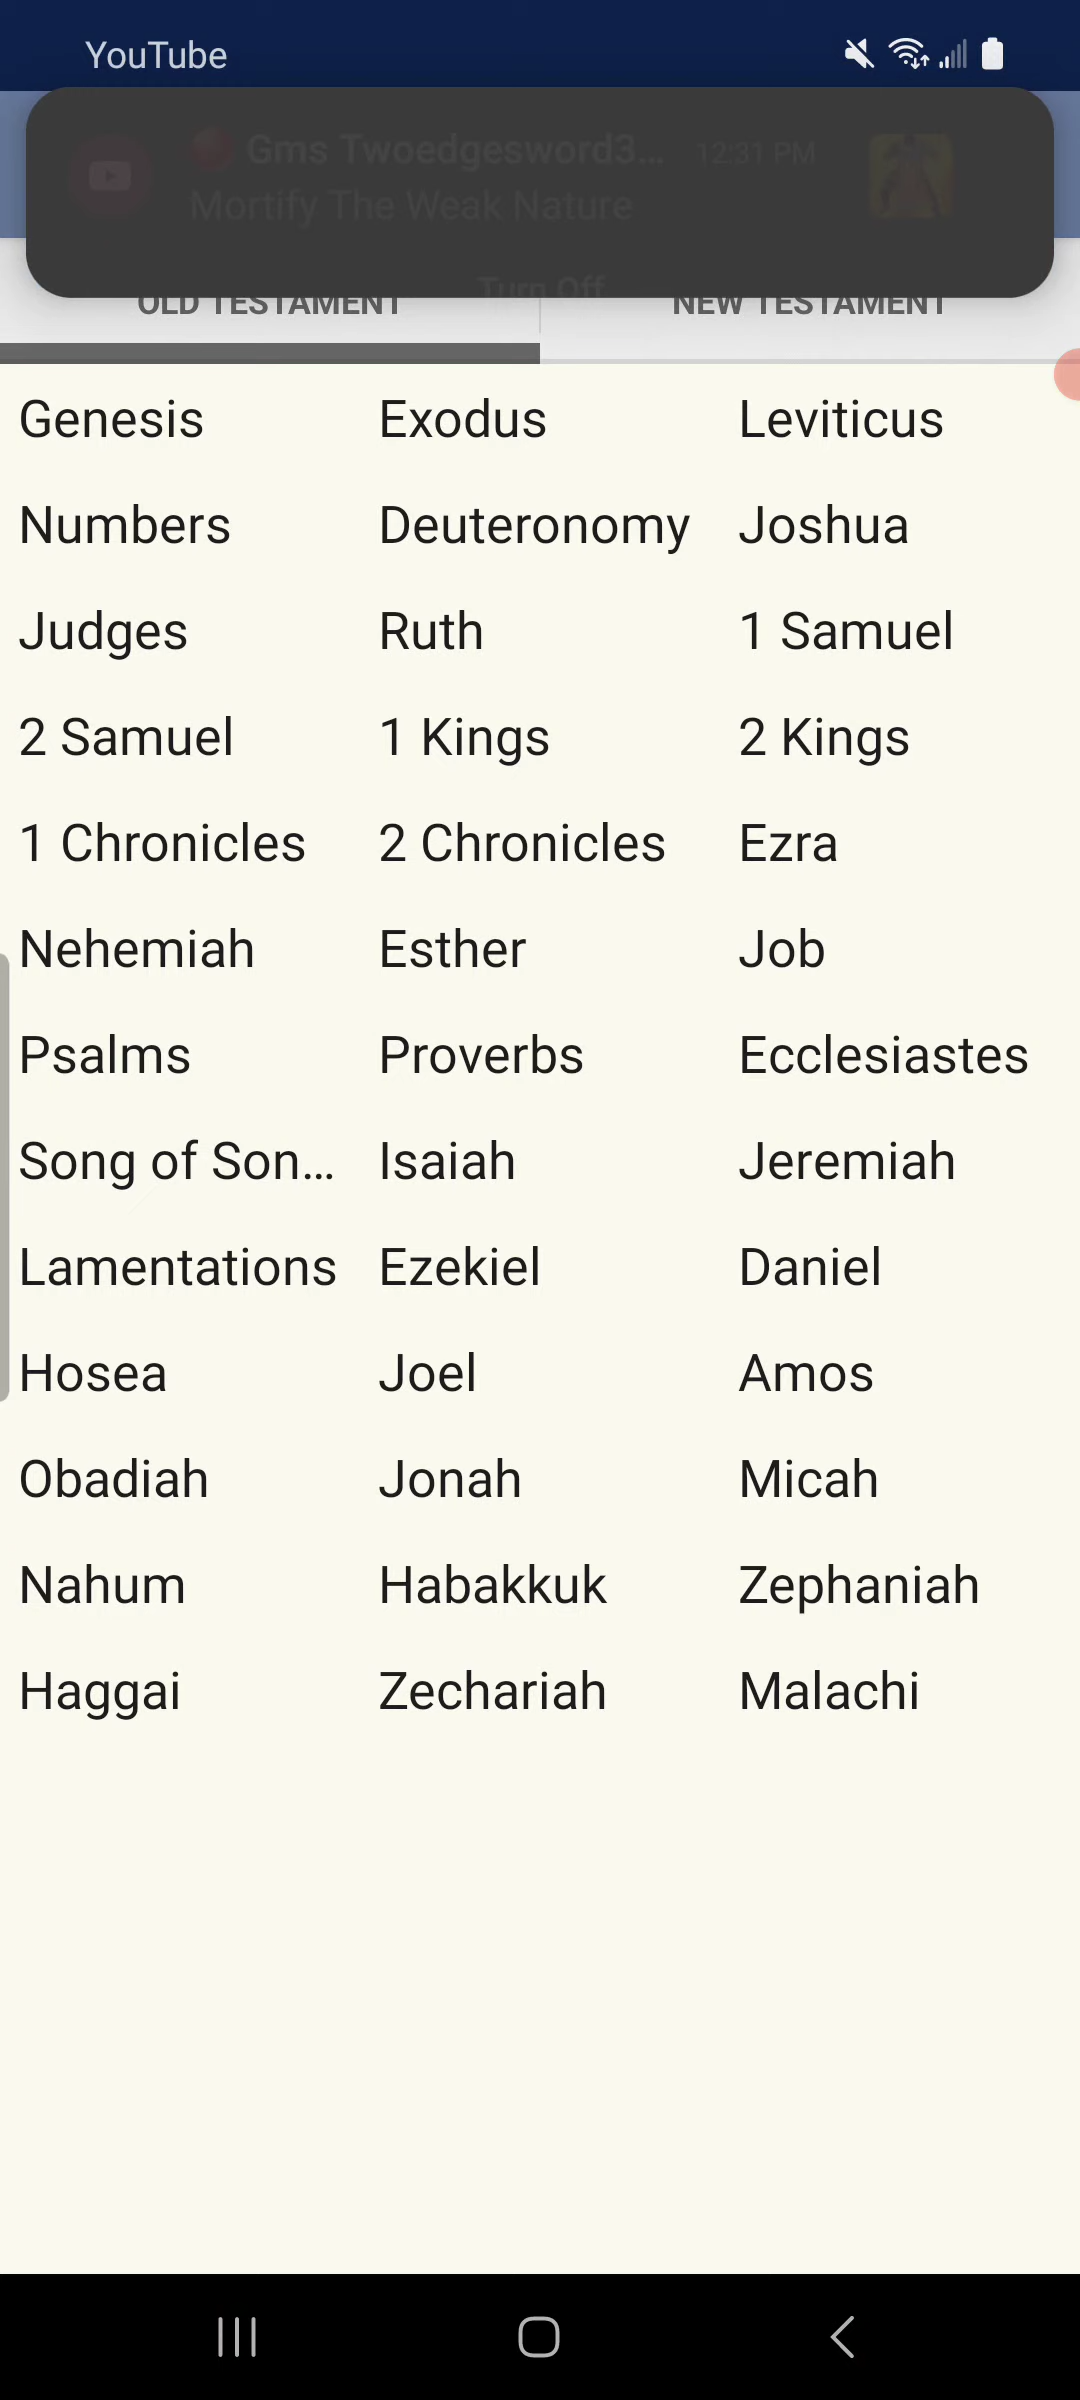 YouTube
Gms Twoedgesword3... 12:31 PM
Mortify The Weak Nature
Turn Off
OLD TESTAMENT NEW TESTAMENT
Genesis Exodus Leviticus
Numbers Deuteronomy Joshua
Judges Ruth 1 Samuel
2 Samuel 1 Kings 2 Kings
1 Chronicles 2 Chronicles Ezra
Nehemiah Esther Job
Psalms Proverbs Ecclesiastes
Song of Son... Isaiah Jeremiah
Lamentations Ezekiel Daniel
Hosea Joel Amos
Obadiah Jonah Micah
Nahum Habakkuk Zephaniah
Haggai Zechariah Malachi